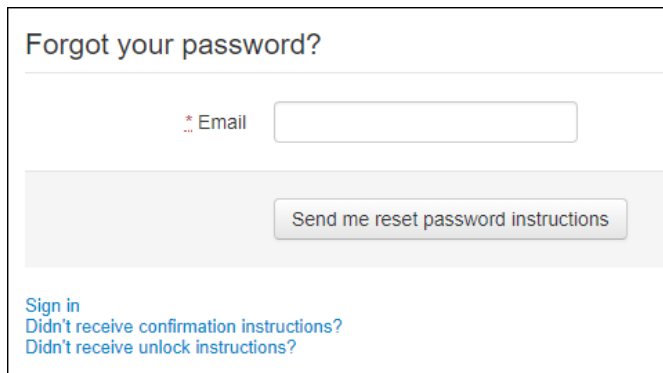 Forgot your password?
* Email
Send me reset password instructions
Sign in
Didn't receive confirmation instructions?
Didn't receive unlock instructions?